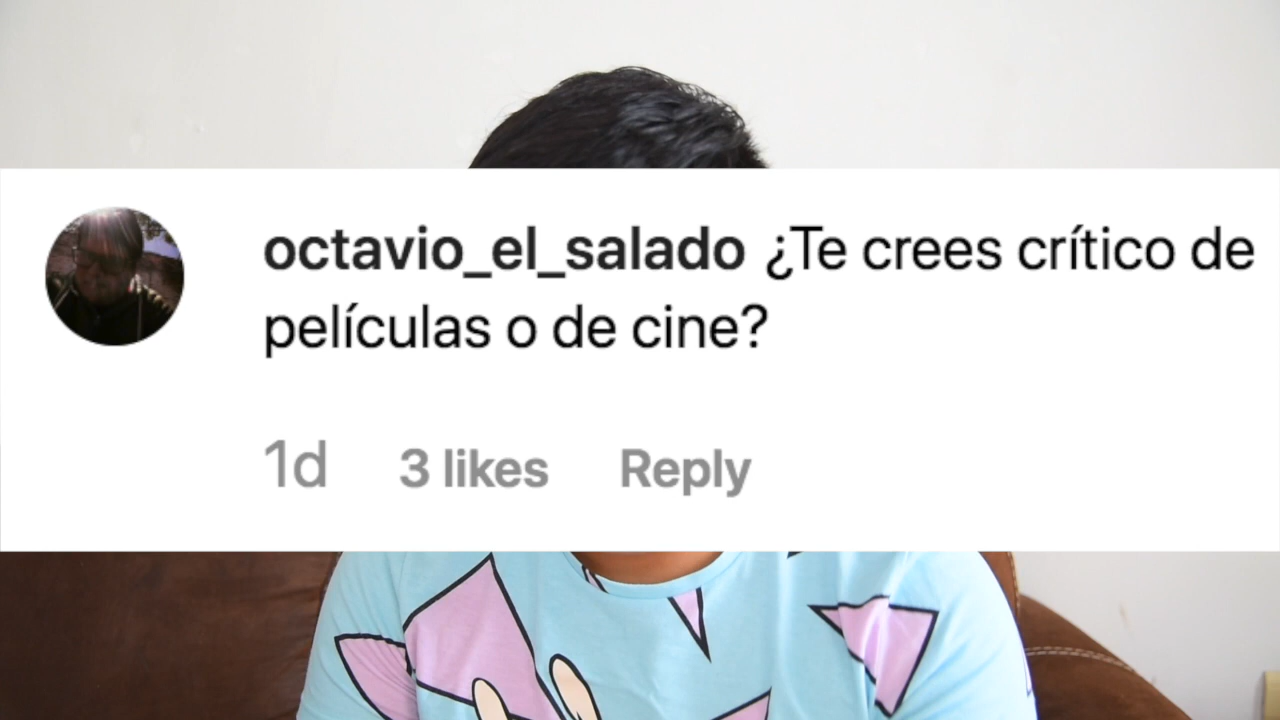 octavio_el_salado ¿Te crees crítico de
películas o de cine?
1d 3 likes Reply